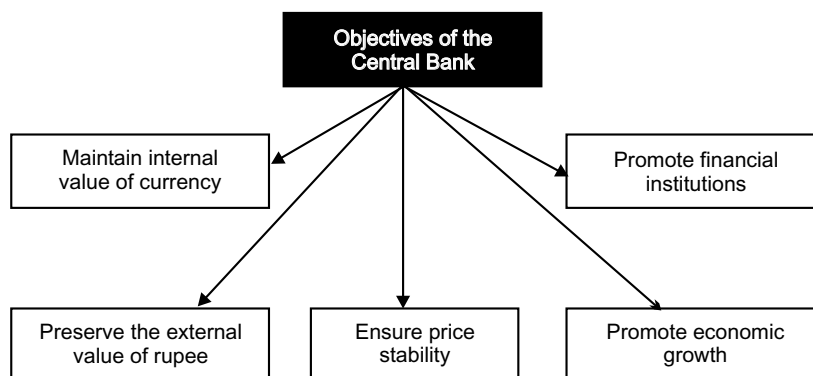 Objectives of the
Central Bank
Maintain internal
value of currency
Promote financial
institutions
Preserve the external
value of rupee
Ensure price
stability
Promote economic
growth